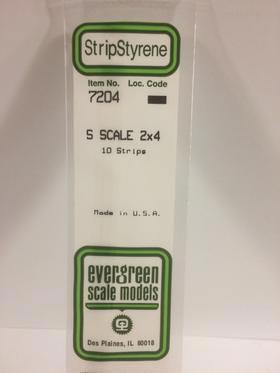 StripStyrene
Item No. Loc. Code
7204
S SCALE 2x4
10 Strips
Made in U.S.A.
evergreen
scale models
Des Plaines, IL 60018